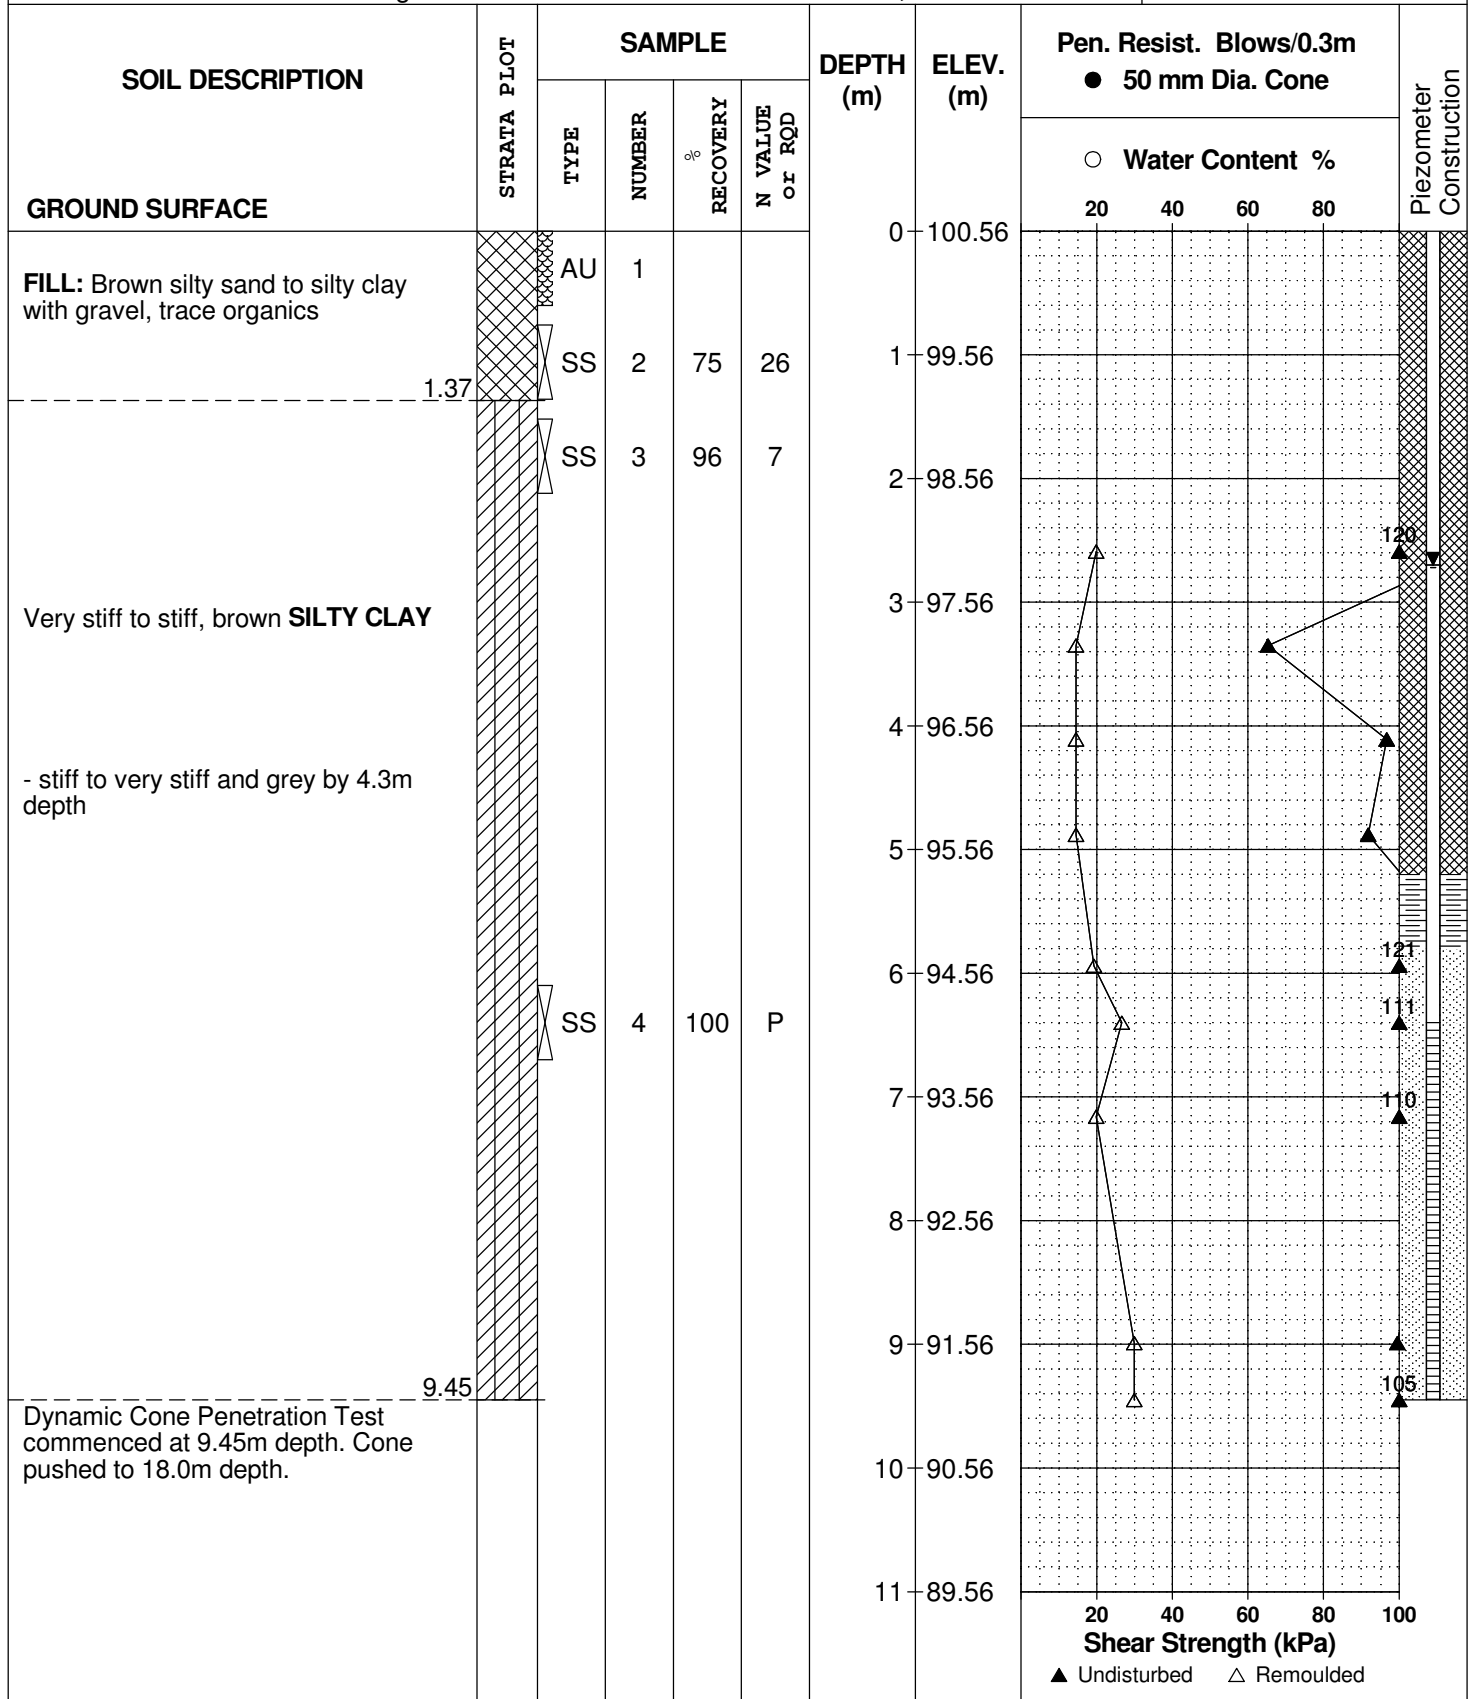 SOIL DESCRIPTION
GROUND SURFACE
STRATA PLOT
SAMPLE
TYPE
NUMBER
%
RECOVERY
N VALUE
or RQD
DEPTH
(m)
ELEV.
(m)
Pen. Resist. Blows/0.3m
● 50 mm Dia. Cone
○ Water Content %
20 40 60 80
Piezometer
Construction
0 100.56
FILL: Brown silty sand to silty clay
with gravel, trace organics
AU 1
SS 2 75 26
1 99.56
1.37
SS 3 96 7
2 98.56
120
3 97.56
Very stiff to stiff, brown SILTY CLAY
4 96.56
- stiff to very stiff and grey by 4.3m
depth
5 95.56
121
6 94.56
111
SS 4 100 P
7 93.56
110
8 92.56
9 91.56
105
9.45
Dynamic Cone Penetration Test
commenced at 9.45m depth. Cone
pushed to 18.0m depth.
10 90.56
11 89.56
20 40 60 80 100
Shear Strength (kPa)
▲ Undisturbed △ Remoulded